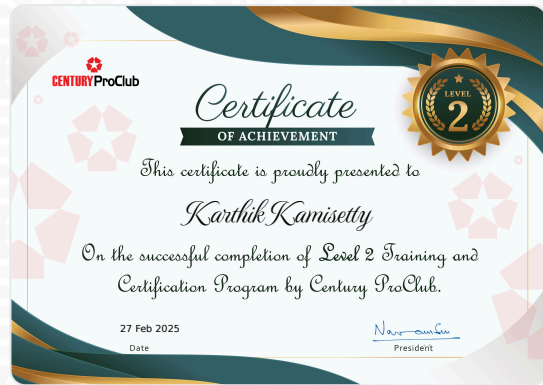 CENTURY ProClub
LEVEL
2
Certificate
OF ACHIEVEMENT
This certificate is proudly presented to
Karthik Kamisetty
On the successful completion of Level 2 Training and
Certification Program by Century ProClub.
27 Feb 2025
Date
President